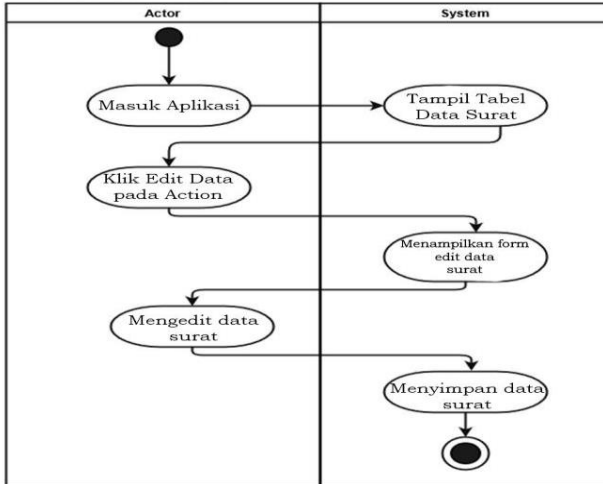 Actor
System
Masuk Aplikasi
Tampil Tabel
Data Surat
Klik Edit Data
pada Action
Menampilkan form
edit data
surat
Mengedit data
surat
Menyimpan data
surat